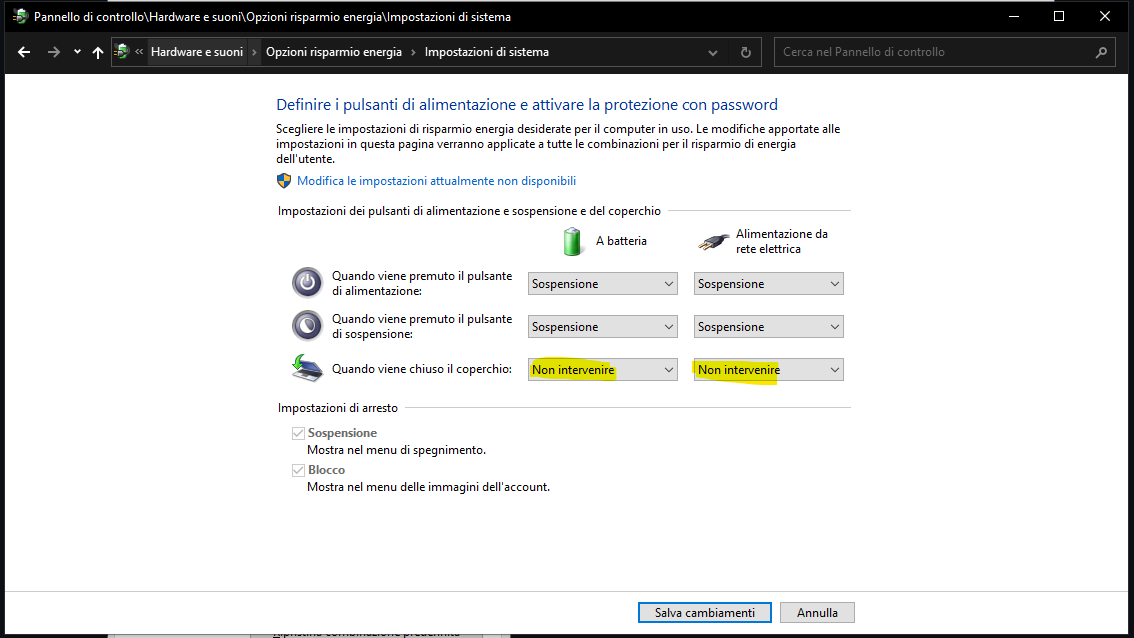 Pannello di controllo\Hardware e suoni\Opzioni risparmio energia\Impostazioni di sistema
Hardware e suoni
Opzioni risparmio energia
Impostazioni di sistema
Cerca nel Pannello di controllo
Definire i pulsanti di alimentazione e attivare la protezione con password
Scegliere le impostazioni di risparmio energia desiderate per il computer in uso. Le modifiche apportate alle
impostazioni in questa pagina verranno applicate a tutte le combinazioni per il risparmio di energia
dell'utente.
Modifica le impostazioni attualmente non disponibili
Impostazioni dei pulsanti di alimentazione e sospensione e del coperchio
A batteria
Alimentazione da
rete elettrica
Quando viene premuto il pulsante
di alimentazione:
Sospensione
Sospensione
Quando viene premuto il pulsante
di sospensione:
Sospensione
Sospensione
Quando viene chiuso il coperchio:
Non intervenire
Non intervenire
Impostazioni di arresto
Sospensione
Mostra nel menu di spegnimento.
Blocco
Mostra nel menu delle immagini dell'account.
Salva cambiamenti
Annulla